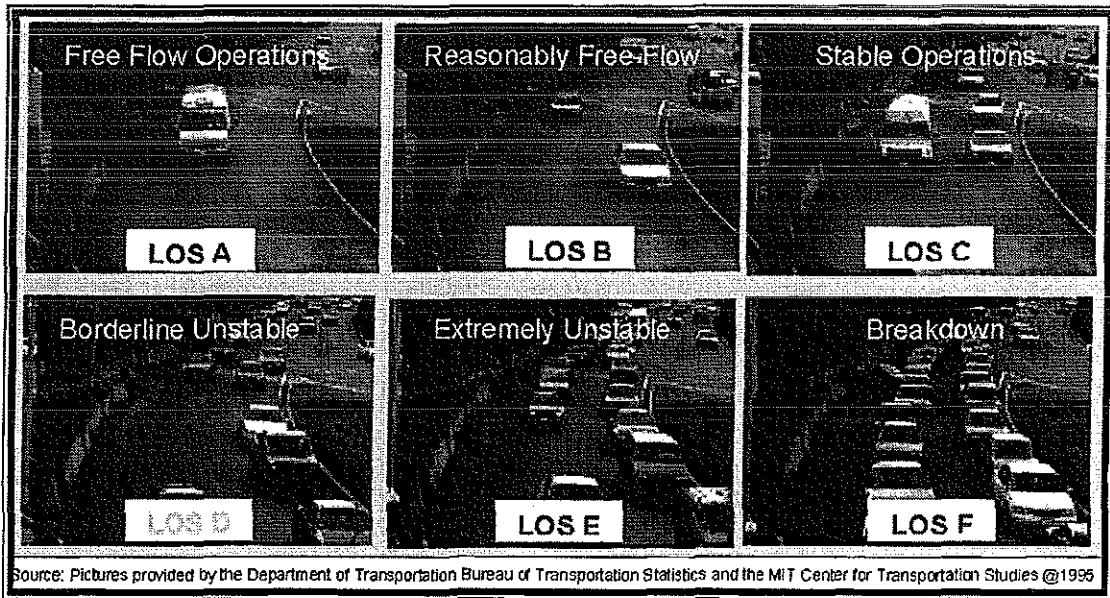 Free Flow Operations
Reasonably Free-Flow
Stable Operations
LOS A
LOS B
LOS C
Borderline Unstable
Extremely Unstable
Breakdown
LOS D
LOS E
LOS F
Source: Pictures provided by the Department of Transportation Bureau of Transportation Statistics and the MIT Center for Transportation Studies @1995